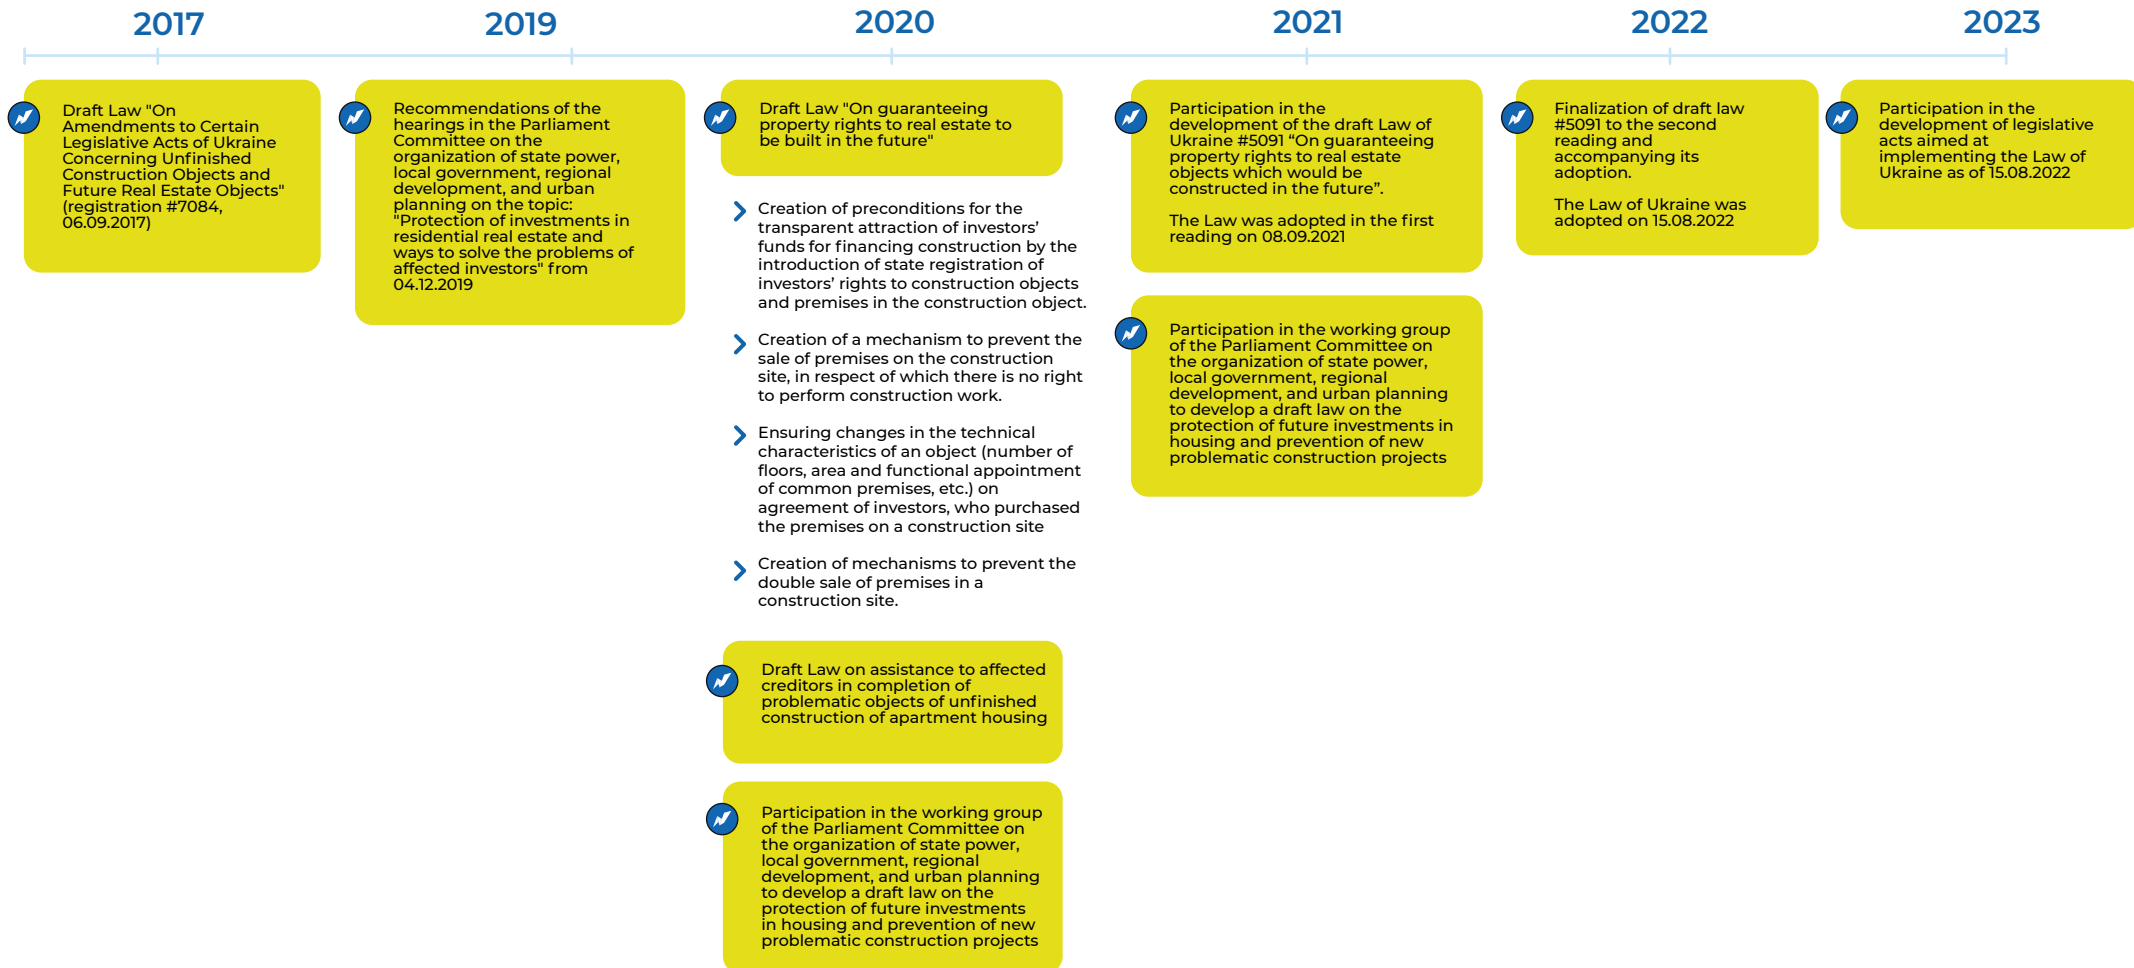 2017
2019
2020
2021
2022
2023
Draft Law "On
Amendments to Certain
Legislative Acts of Ukraine
Concerning Unfinished
Construction Objects and
Future Real Estate Objects"
(registration #7084,
06.09.2017)
Recommendations of the
hearings in the Parliament
Committee on the
organization of state power,
local government, regional
development, and urban
planning on the topic:
"Protection of investments in
residential real estate and
ways to solve the problems of
affected investors" from
04.12.2019
Draft Law "On guaranteeing
property rights to real estate to
be built in the future"
Creation of preconditions for the
transparent attraction of investors’
funds for financing construction by the
introduction of state registration of
investors’ rights to construction objects
and premises in the construction object.
Creation of a mechanism to prevent the
sale of premises on the construction
site, in respect of which there is no right
to perform construction work.
Ensuring changes in the technical
characteristics of an object (number of
floors, area and functional appointment
of common premises, etc.) on
agreement of investors, who purchased
the premises on a construction site
Creation of mechanisms to prevent the
double sale of premises in a
construction site.
Draft Law on assistance to affected
creditors in completion of
problematic objects of unfinished
construction of apartment housing
Participation in the working group
of the Parliament Committee on
the organization of state power,
local government, regional
development, and urban planning
to develop a draft law on the
protection of future investments
in housing and prevention of new
problematic construction projects
Participation in the
development of the draft Law of
Ukraine #5091 “On guaranteeing
property rights to real estate
objects which would be
constructed in the future”.
The Law was adopted in the first
reading on 08.09.2021
Participation in the working group
of the Parliament Committee on
the organization of state power,
local government, regional
development, and urban planning
to develop a draft law on the
protection of future investments in
housing and prevention of new
problematic construction projects
Finalization of draft law
#5091 to the second
reading and
accompanying its
adoption.
The Law of Ukraine was
adopted on 15.08.2022
Participation in the
development of legislative
acts aimed at
implementing the Law of
Ukraine as of 15.08.2022